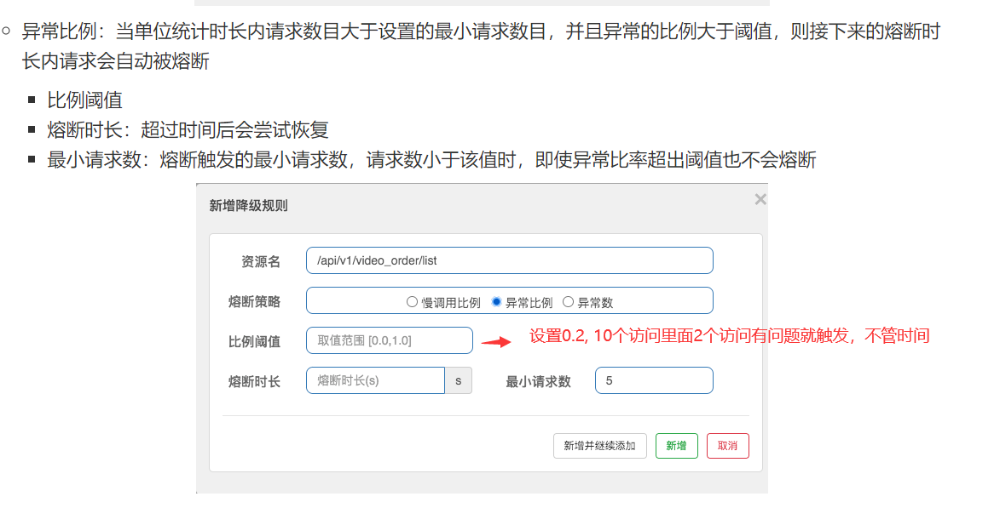 异常比例：当单位统计时长内请求数目大于设置的最小请求数目，并且异常的比例大于阈值，则接下来的熔断时
长内请求会自动被熔断
比例阈值
熔断时长：超过时间后会尝试恢复
最小请求数：熔断触发的最小请求数，请求数小于该值时，即使异常比率超出阈值也不会熔断
新增降级规则
资源名 /api/v1/video_order/list
熔断策略 慢调用比例 异常比例 异常数
比例阈值 取值范围 [0.0,1.0] 设置0.2, 10个访问里面2个访问有问题就触发，不管时间
熔断时长 熔断时长(s) s 最小请求数 5
新增并继续添加 新增 取消